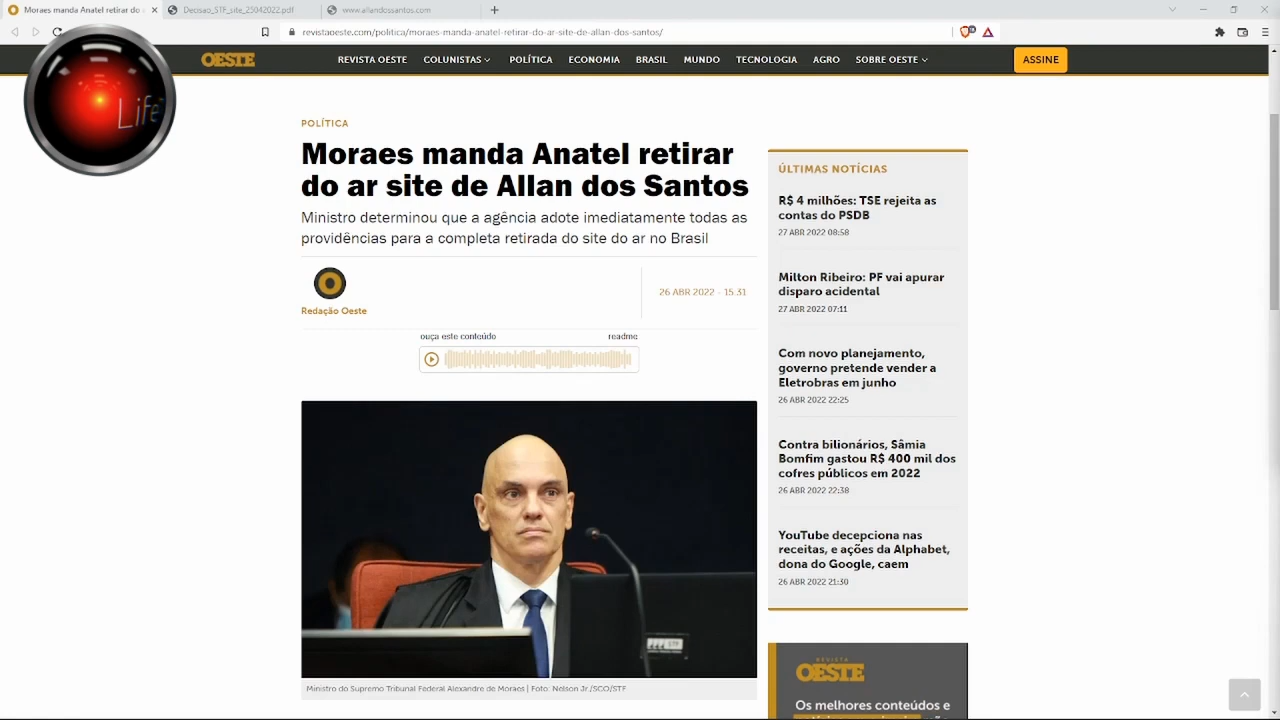 Moraes manda Anatel retirar do
Decisao_STF_site_25042022.pdf
www.allandossantos.com
revistaoeste.com/politica/moraes-manda-anatel-retirar-do-ar-site-de-allan-dos-santos/
Life
OESTE
REVISTA OESTE
COLUNISTAS
POLÍTICA
ECONOMIA
BRASIL
MUNDO
TECNOLOGIA
AGRO
SOBRE OESTE
ASSINE
POLÍTICA
Moraes manda Anatel retirar
do ar site de Allan dos Santos
Ministro determinou que a agência adote imediatamente todas as
providências para a completa retirada do site do ar no Brasil
Redação Oeste
26 ABR 2022 - 15:31
ouça este conteúdo
readme
Ministro do Supremo Tribunal Federal Alexandre de Moraes | Foto: Nelson Jr./SCO/STF
ÚLTIMAS NOTÍCIAS
R$ 4 milhões: TSE rejeita as
contas do PSDB
27 ABR 2022 08:58
Milton Ribeiro: PF vai apurar
disparo acidental
27 ABR 2022 07:11
Com novo planejamento,
governo pretende vender a
Eletrobras em junho
26 ABR 2022 22:25
Contra bilionários, Sâmia
Bomfim gastou R$ 400 mil dos
cofres públicos em 2022
26 ABR 2022 22:38
YouTube decepciona nas
receitas, e ações da Alphabet,
dona do Google, caem
26 ABR 2022 21:30
REVISTA
OESTE
Os melhores conteúdos e